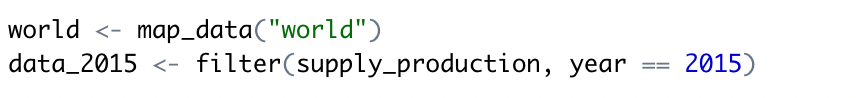 world <- map_data("world")
data_2015 <- filter(supply_production, year == 2015)